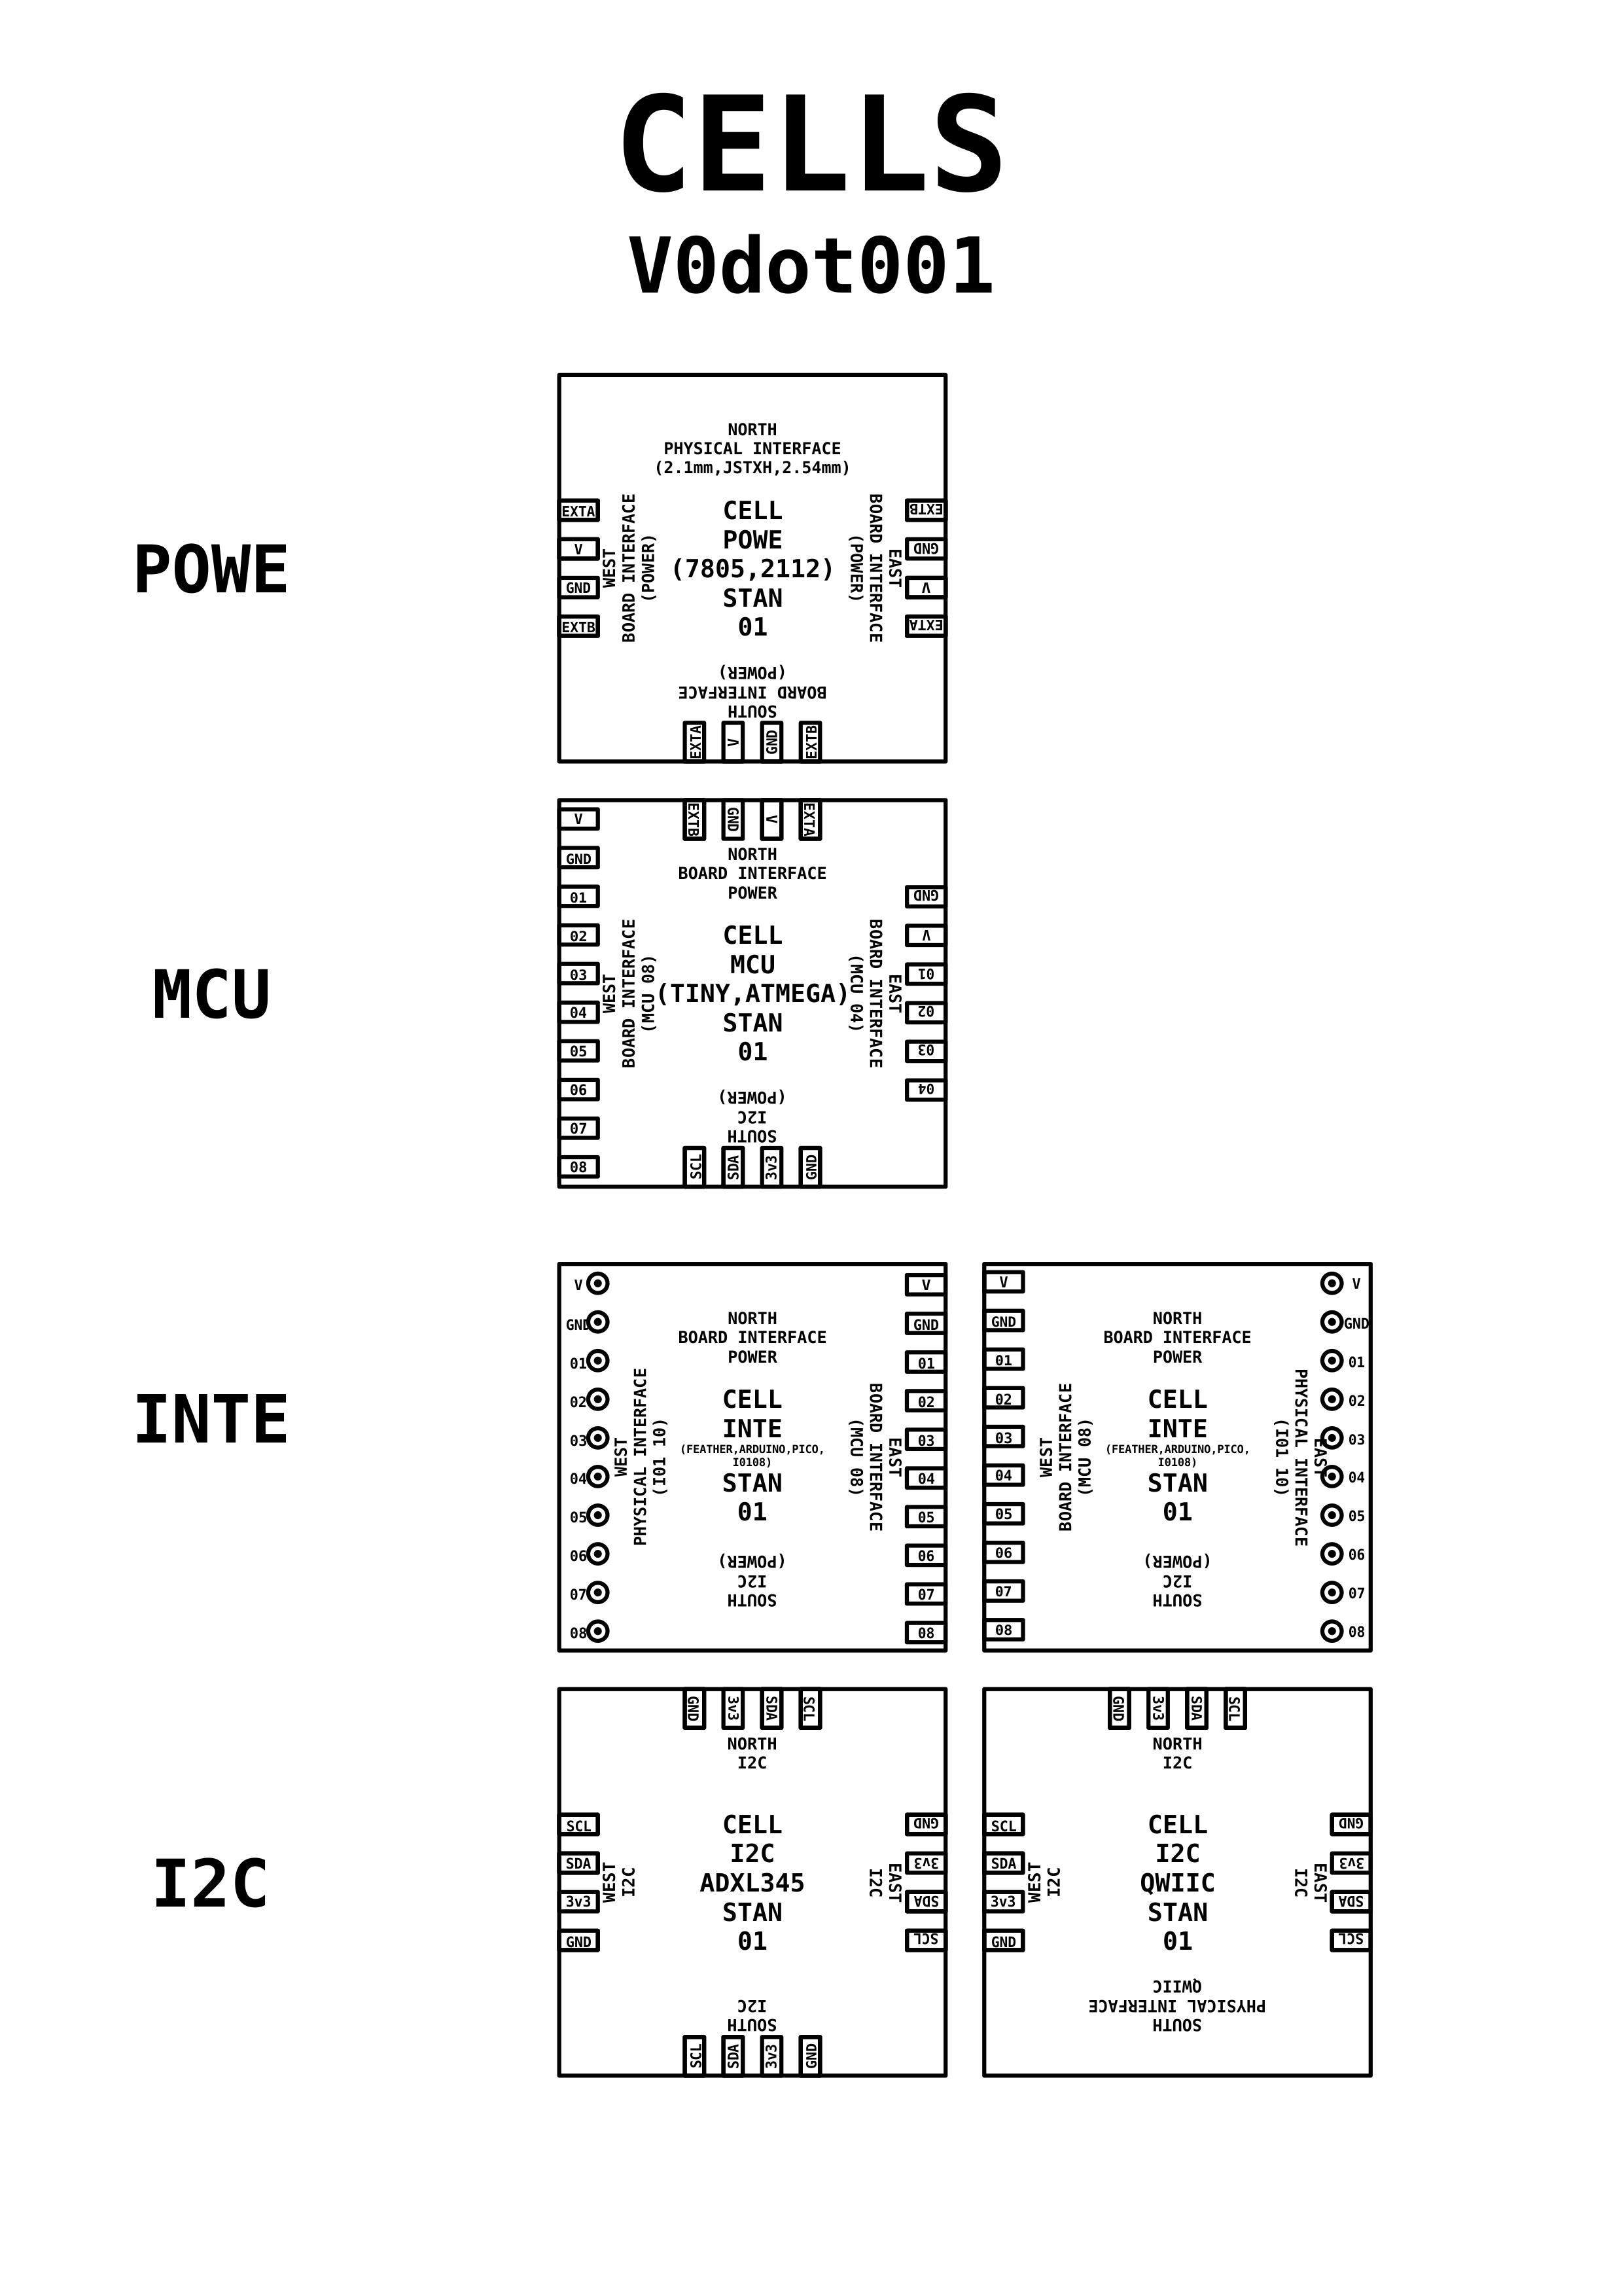 CELLS
V0dot001
POWE
NORTH
PHYSICAL INTERFACE
(2.1mm,JSTXH,2.54mm)
EXTA
V
GND
EXTB
WEST
BOARD INTERFACE
(POWER)
CELL
POWE
(7805,2112)
STAN
01
EAST
BOARD INTERFACE
(POWER)
EXTB
GND
V
EXTA
SOUTH
BOARD INTERFACE
(POWER)
EXTA
V
GND
EXTB
MCU
EXTB
GND
V
EXTA
NORTH
BOARD INTERFACE
POWER
V
GND
01
02
03
04
05
06
07
08
WEST
BOARD INTERFACE
(MCU 08)
CELL
MCU
(TINY,ATMEGA)
STAN
01
EAST
BOARD INTERFACE
(MCU 04)
GND
V
01
02
03
04
SOUTH
I2C
(POWER)
SCL
SDA
3v3
GND
INTE
V
GND
01
02
03
04
05
06
07
08
WEST
PHYSICAL INTERFACE
(I01 10)
NORTH
BOARD INTERFACE
POWER
CELL
INTE
(FEATHER,ARDUINO,PICO,
I0108)
STAN
01
SOUTH
I2C
(POWER)
EAST
BOARD INTERFACE
(MCU 08)
V
GND
01
02
03
04
05
06
07
08
V
GND
01
02
03
04
05
06
07
08
WEST
BOARD INTERFACE
(MCU 08)
NORTH
BOARD INTERFACE
POWER
CELL
INTE
(FEATHER,ARDUINO,PICO,
I0108)
STAN
01
SOUTH
I2C
(POWER)
EAST
PHYSICAL INTERFACE
(I01 10)
V
GND
01
02
03
04
05
06
07
08
I2C
GND
3v3
SDA
SCL
NORTH
I2C
SCL
SDA
3v3
GND
WEST
I2C
CELL
I2C
ADXL345
STAN
01
EAST
I2C
GND
3v3
SDA
SCL
SOUTH
I2C
SCL
SDA
3v3
GND
GND
3v3
SDA
SCL
NORTH
I2C
SCL
SDA
3v3
GND
WEST
I2C
CELL
I2C
QWIIC
STAN
01
EAST
I2C
GND
3v3
SDA
SCL
SOUTH
PHYSICAL INTERFACE
QWIIC